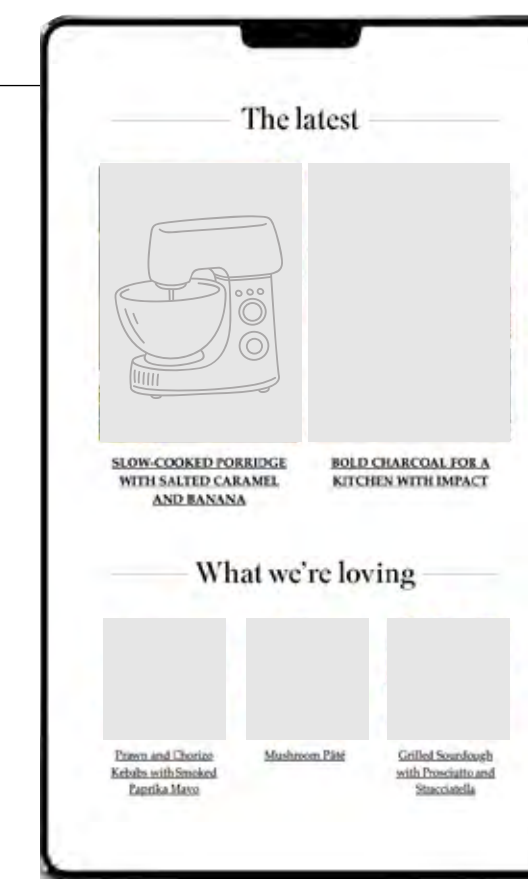 The latest
SLOW-COOKED PORRIDGE
WITH SALTED CARAMEL
AND BANANA
BOLD CHARCOAL FOR A
KITCHEN WITH IMPACT
What we're loving
Prawn and Chorizo
Kebabs with Smoked
Paprika Mayo
Mushroom Pâté
Grilled Sourdough
with Prosciutto and
Stracciatella